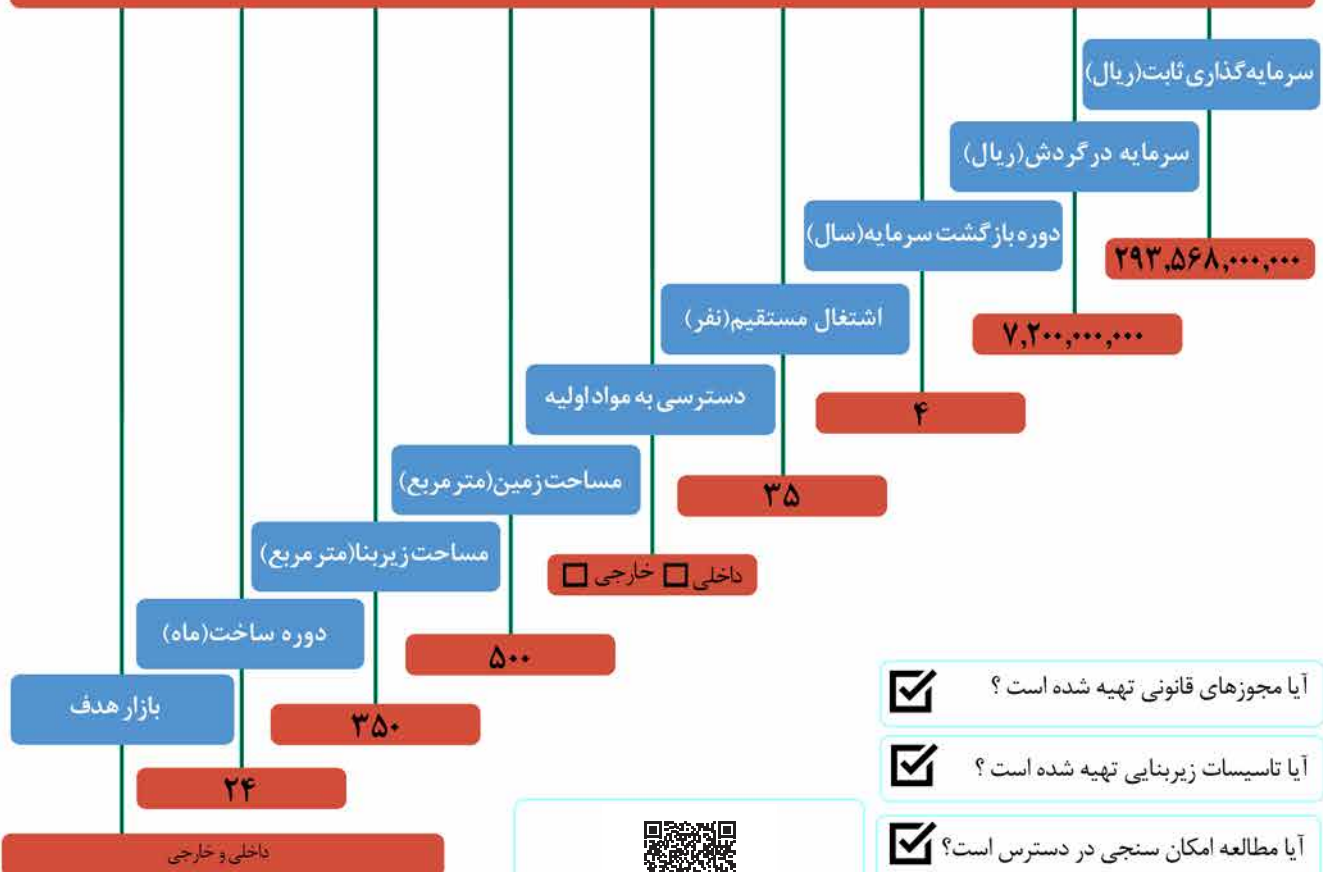 سرمایه‌گذاری ثابت(ریال)
۲۹۳,۵۶۸,۰۰۰,۰۰۰
سرمایه در گردش(ریال)
۷,۲۰۰,۰۰۰,۰۰۰
دوره بازگشت سرمایه(سال)
۴
اشتغال مستقیم(نفر)
۳۵
دسترسی به مواد اولیه
داخلی □ خارجی □
مساحت زمین(متر مربع)
۵۰۰
مساحت زیربنا(متر مربع)
۳۵۰
دوره ساخت(ماه)
۲۴
بازار هدف
داخلی و خارجی
آیا مجوزهای قانونی تهیه شده است ؟ ☑
آیا تاسیسات زیربنایی تهیه شده است ؟ ☑
آیا مطالعه امکان سنجی در دسترس است؟ ☑